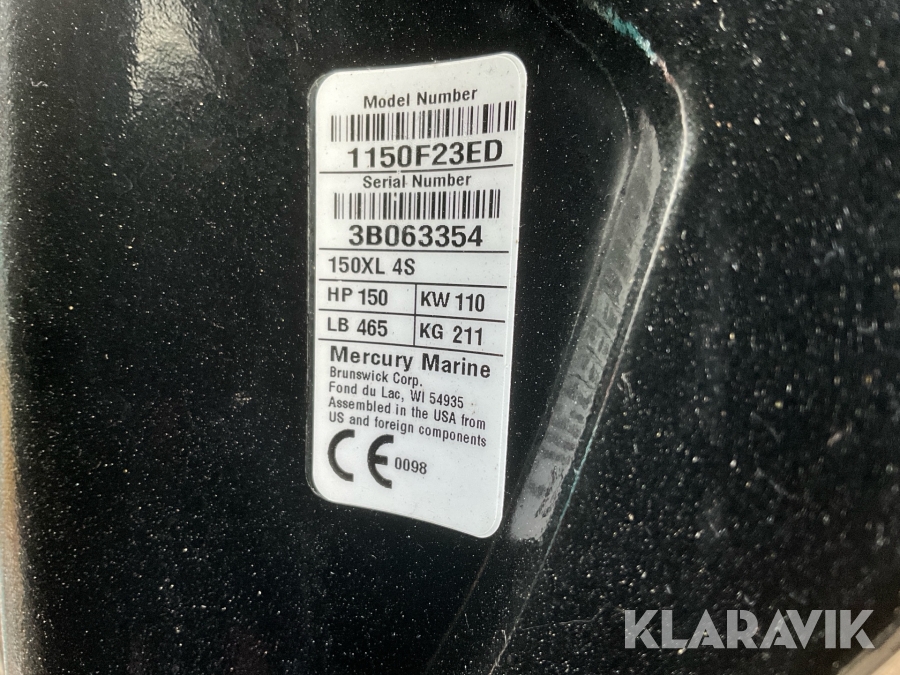 Model Number
1150F23ED
Serial Number
3B063354
150XL 4S
HP 150 KW 110
LB 465 KG 211
Mercury Marine
Brunswick Corp.
Fond du Lac, WI 54935
Assembled in the USA from
US and foreign components
CE 0098
KLARAVIK